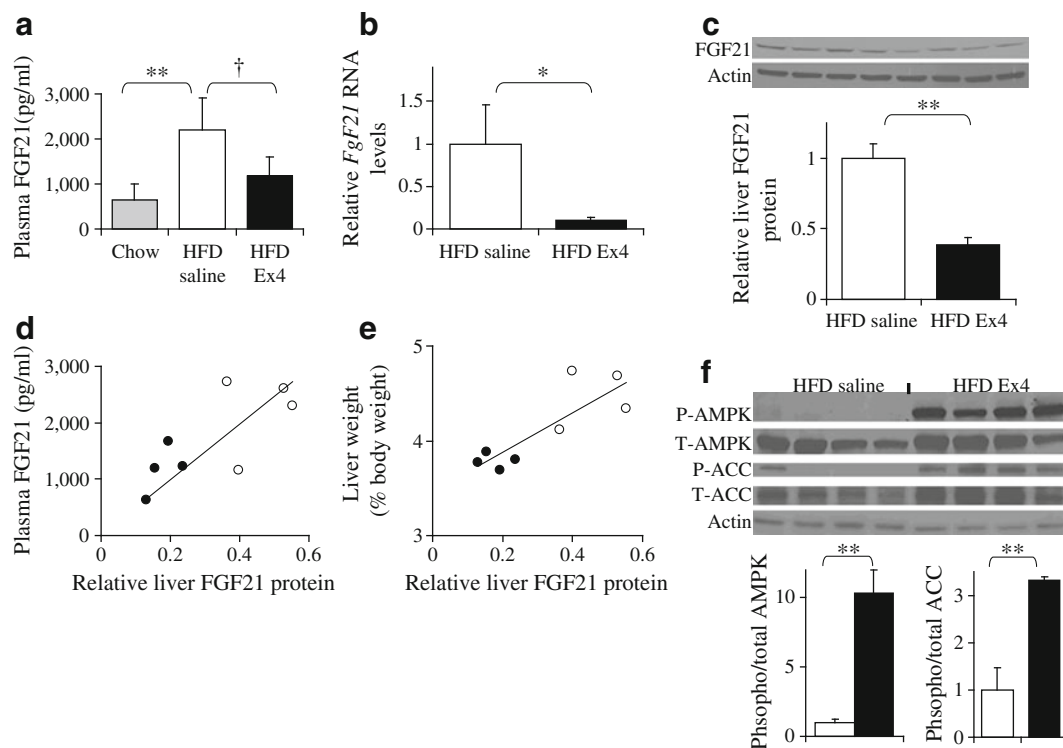 a
Plasma FGF21(pg/ml)
3,000
2,000
1,000
0
**
†
Chow
HFD saline
HFD Ex4
b
Relative FgF21 RNA levels
1.5
1
0.5
0
*
HFD saline
HFD Ex4
c
FGF21
Actin
Relative liver FGF21 protein
1
0.5
0
**
HFD saline
HFD Ex4
d
Plasma FGF21 (pg/ml)
3,000
2,000
1,000
0
0
0.2
0.4
0.6
Relative liver FGF21 protein
e
Liver weight (% body weight)
5
4
3
0
0.2
0.4
0.6
Relative liver FGF21 protein
f
HFD saline
HFD Ex4
P-AMPK
T-AMPK
P-ACC
T-ACC
Actin
Phsopho/total AMPK
10
5
0
**
Phsopho/total ACC
3
2
1
0
**